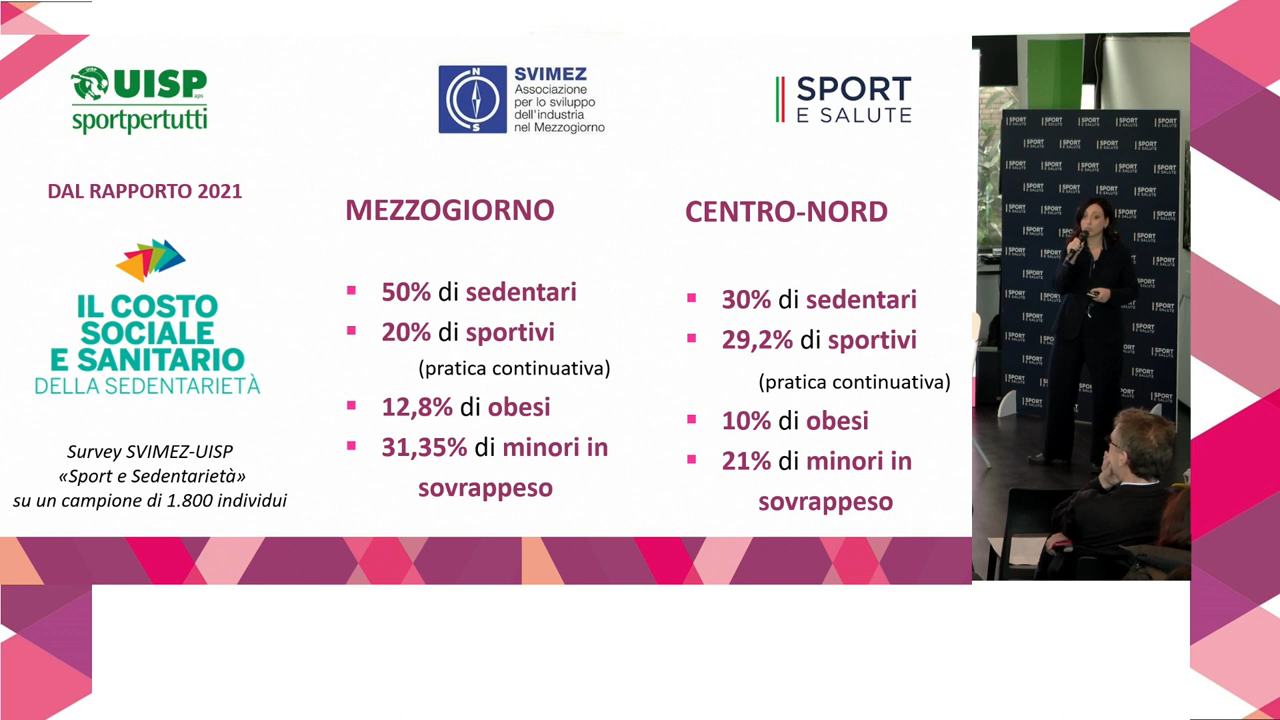 UISP aps
sportpertutti
SVIMEZ
Associazione
per lo sviluppo
dell'industria
nel Mezzogiorno
N
S
SPORT
E SALUTE
DAL RAPPORTO 2021
IL COSTO
SOCIALE
E SANITARIO
DELLA SEDENTARIETÀ
Survey SVIMEZ-UISP
«Sport e Sedentarietà»
su un campione di 1.800 individui
MEZZOGIORNO
50% di sedentari
20% di sportivi
(pratica continuativa)
12,8% di obesi
31,35% di minori in
sovrappeso
CENTRO-NORD
30% di sedentari
29,2% di sportivi
(pratica continuativa)
10% di obesi
21% di minori in
sovrappeso
SPORT
E SALUTE